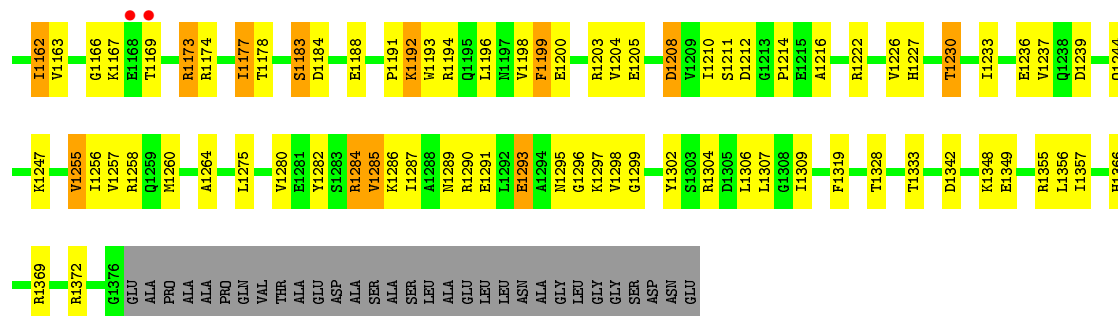 I1162 V1163 G1166 K1167 E1168 T1169 R1173 R1174 I1177 T1178 S1183 D1184 E1188 P1191 K1192 W1193 R1194 Q1195 L1196 N1197 V1198 F1199 E1200 R1203 V1204 E1205 D1208 V1209 I1210 S1211 D1212 G1213 P1214 E1215 A1216 R1222 V1226 H1227 T1230 I1233 E1236 V1237 Q1238 D1239
K1247 V1255 I1256 V1257 R1258 Q1259 M1260 A1264 L1275 V1280 E1281 Y1282 S1283 R1284 V1285 K1286 I1287 A1288 N1289 R1290 E1291 L1292 E1293 A1294 N1295 G1296 K1297 V1298 G1299 Y1302 S1303 R1304 D1305 L1306 L1307 G1308 I1309 F1319 T1328 T1333 D1342 K1348 E1349 R1355 L1356 I1357 H1366
R1369 R1372 G1376 GLU ALA PRO ALA ALA PRO GLN VAL THR ALA GLU ASP ALA SER ALA SER LEU ALA GLU LEU LEU ASN ALA GLY LEU GLY GLY SER ASP ASN GLU